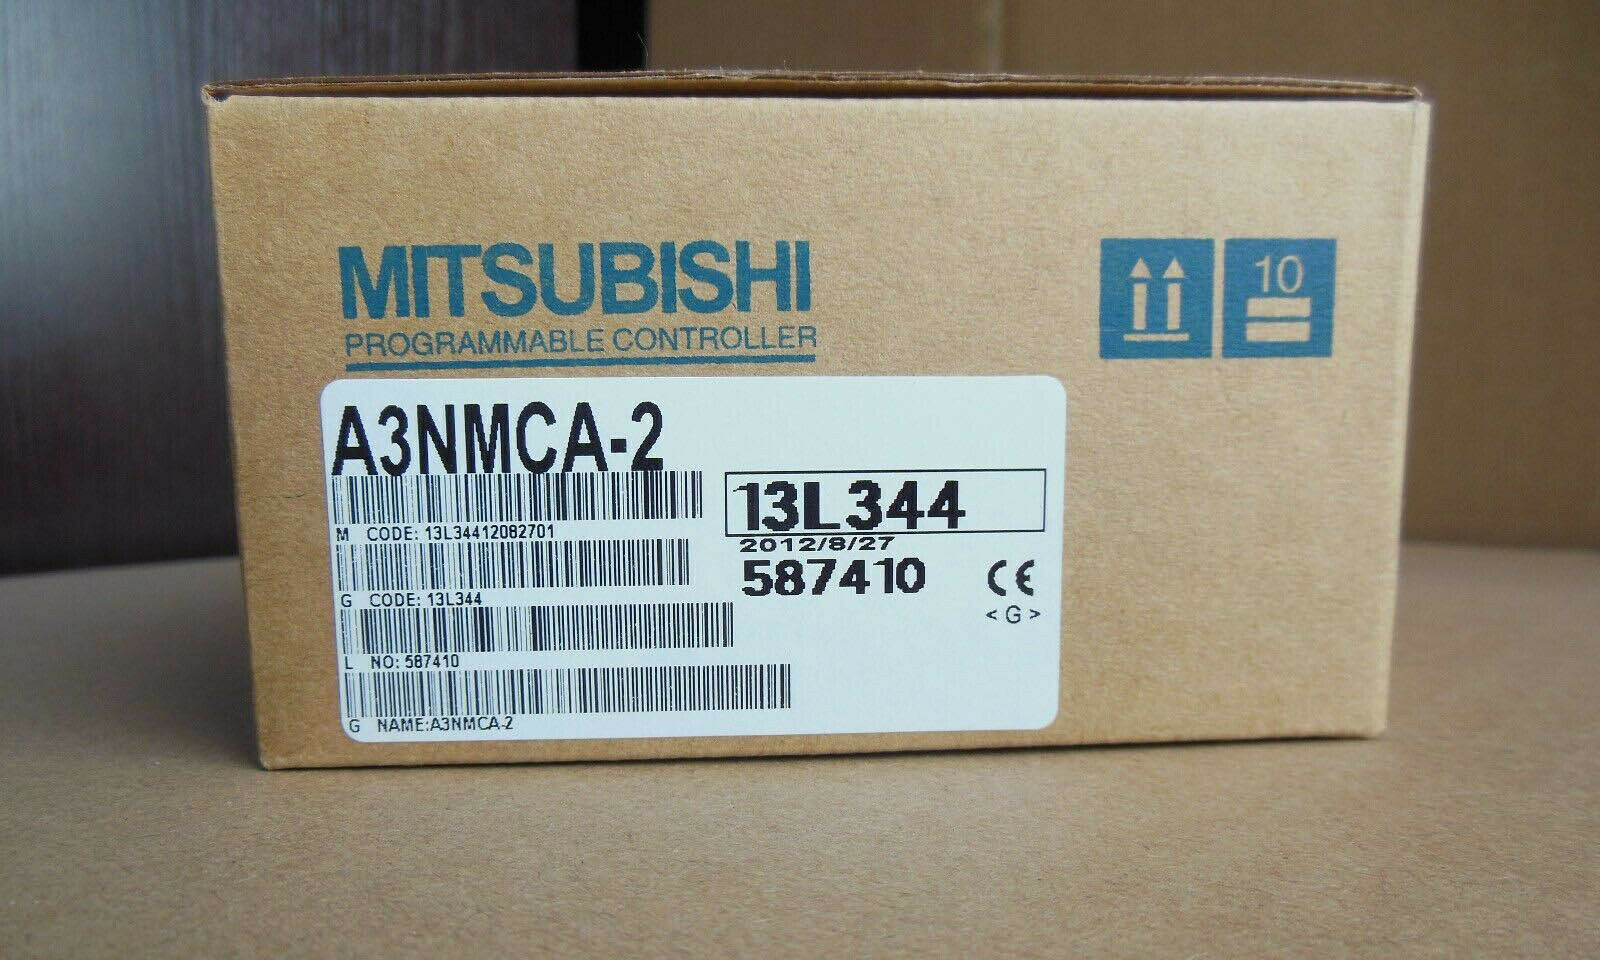 MITSUBISHI
PROGRAMMABLE CONTROLLER
10
A3NMCA-2
M CODE: 13L34412082701
G CODE: 13L344
L NO: 587410
G NAME:A3NMCA-2
13L344
2012/8/27
587410
CE
<G>